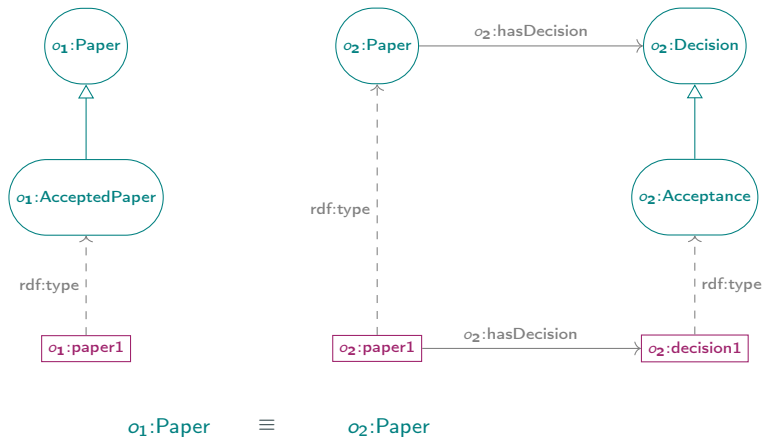 o₁:Paper
o₂:Paper
o₂:hasDecision
o₂:Decision
o₁:AcceptedPaper
rdf:type
o₂:Acceptance
rdf:type
rdf:type
o₁:paper1
o₂:paper1
o₂:hasDecision
o₂:decision1
o₁:Paper ≡ o₂:Paper